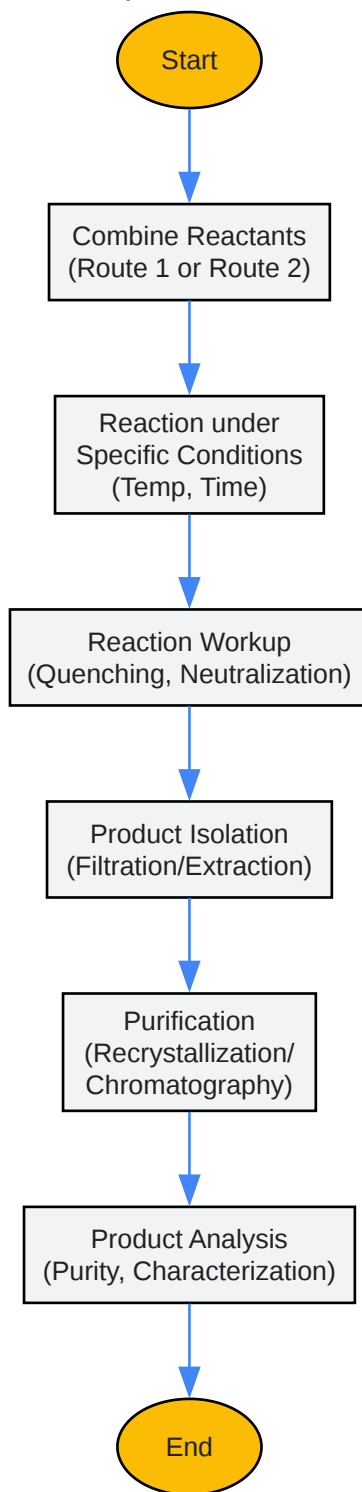 Start
Combine Reactants
(Route 1 or Route 2)
Reaction under
Specific Conditions
(Temp, Time)
Reaction Workup
(Quenching, Neutralization)
Product Isolation
(Filtration/Extraction)
Purification
(Recrystallization/
Chromatography)
Product Analysis
(Purity, Characterization)
End